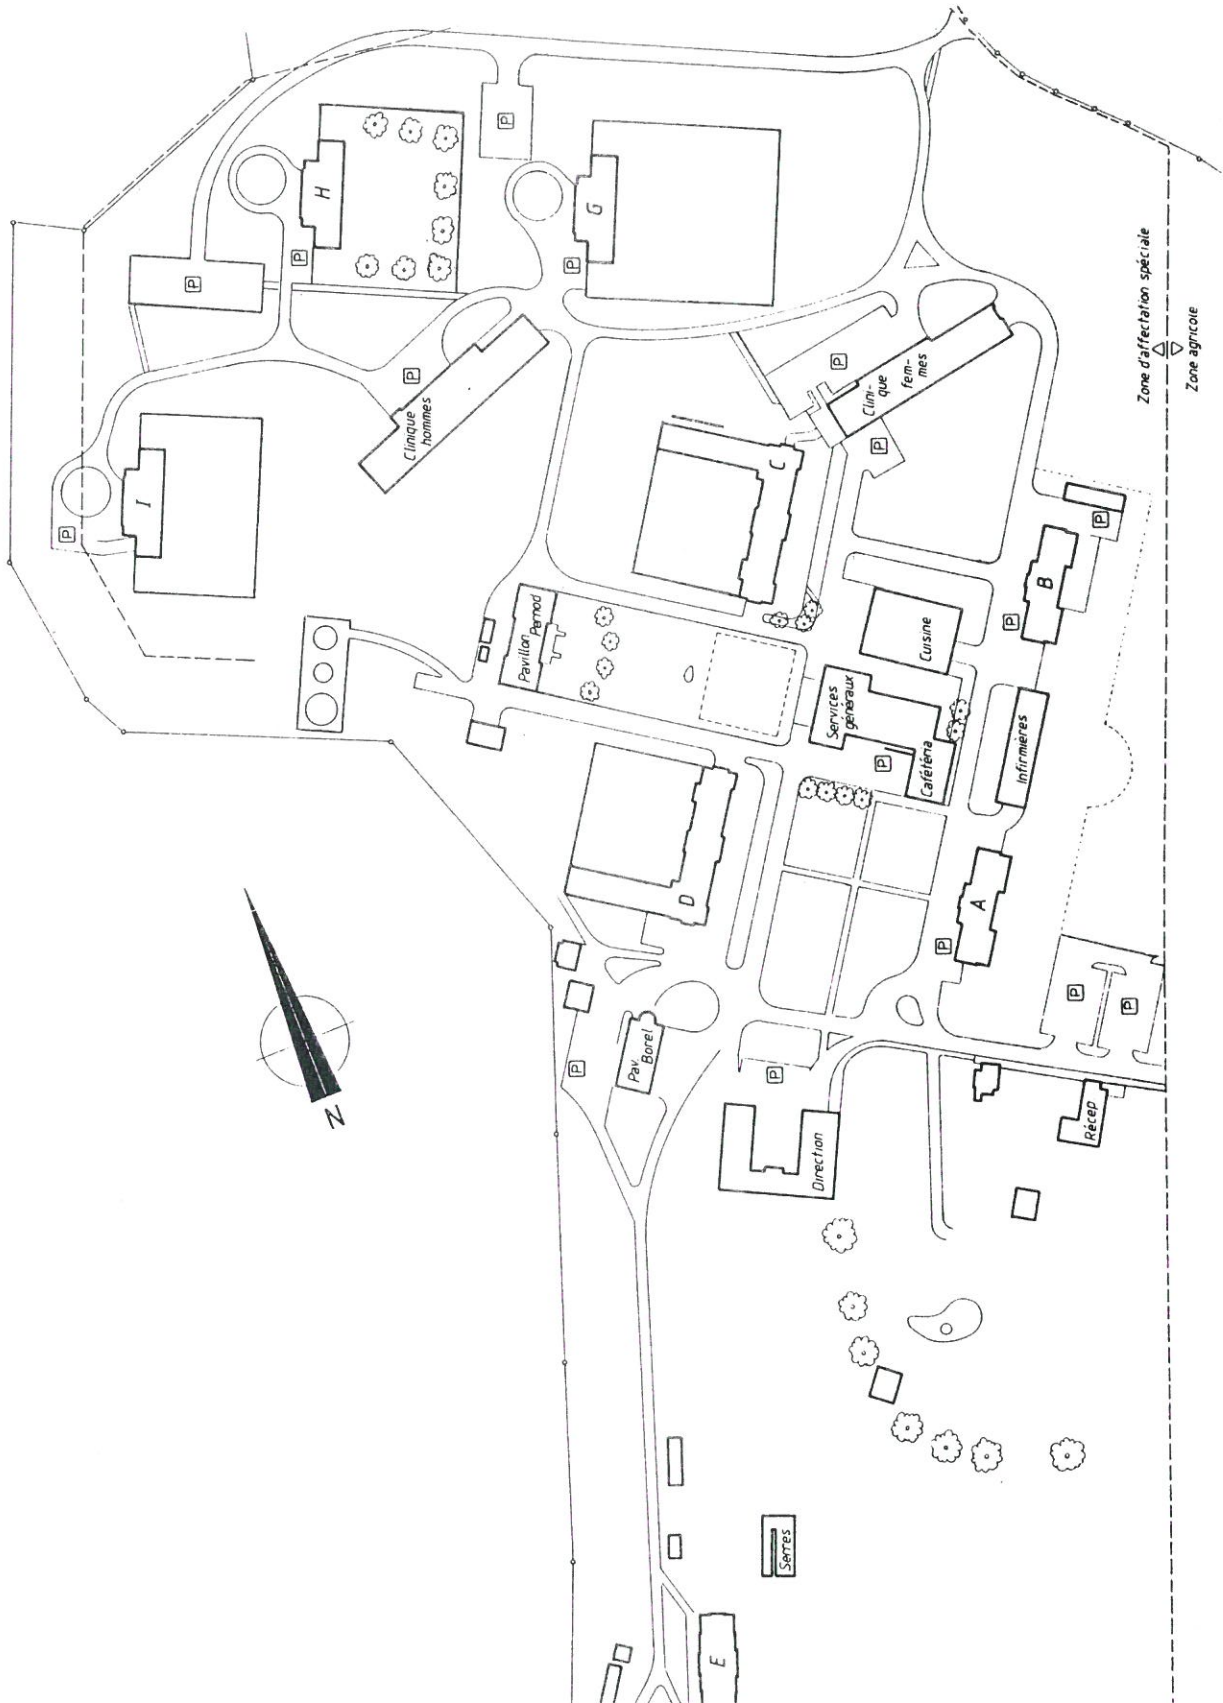 H
P
P
P
G
P
P
I
P
Clinique
hommes
P
Zone d'affectation spéciale
Zone agricole
P
Clini-
que
fem-
mes
P
C
Pavillon
Pernod
P
B
P
Cuisine
Services
généraux
P
Cafétéria
Infirmières
D
A
P
P
P
Pav.
Borel
P
P
Direction
Récep
N
Serres
E